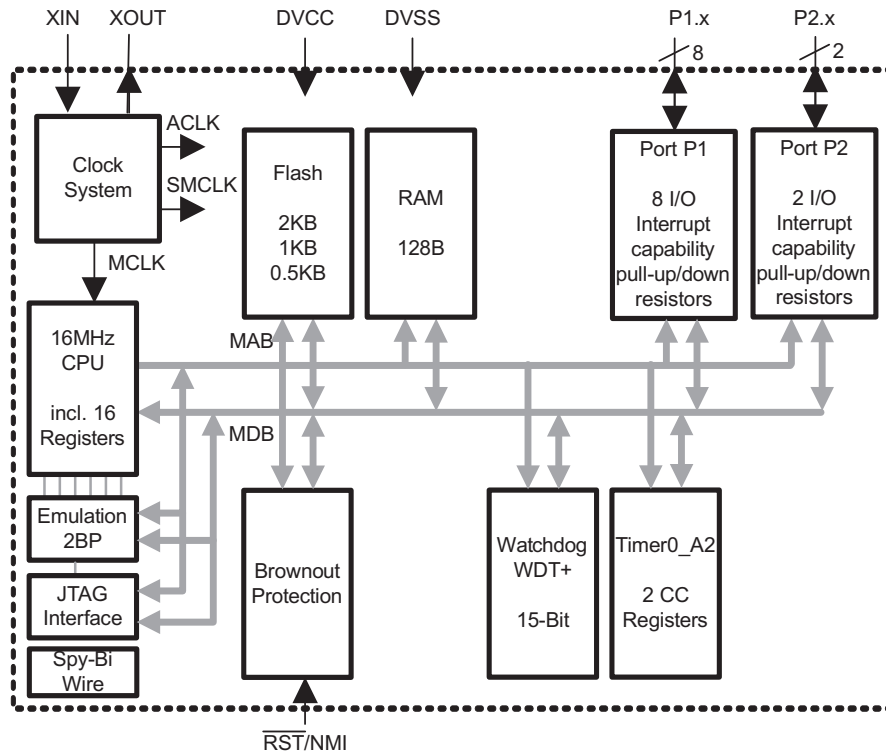 XIN
XOUT
DVCC
DVSS
P1.x
P2.x
8
2
ACLK
SMCLK
MCLK
Clock
System
Flash
2KB
1KB
0.5KB
RAM
128B
Port P1
8 I/O
Interrupt
capability
pull-up/down
resistors
Port P2
2 I/O
Interrupt
capability
pull-up/down
resistors
16MHz
CPU
incl. 16
Registers
MAB
MDB
Emulation
2BP
JTAG
Interface
Spy-Bi
Wire
Brownout
Protection
Watchdog
WDT+
15-Bit
Timer0_A2
2 CC
Registers
R̅S̅T̅/NMI